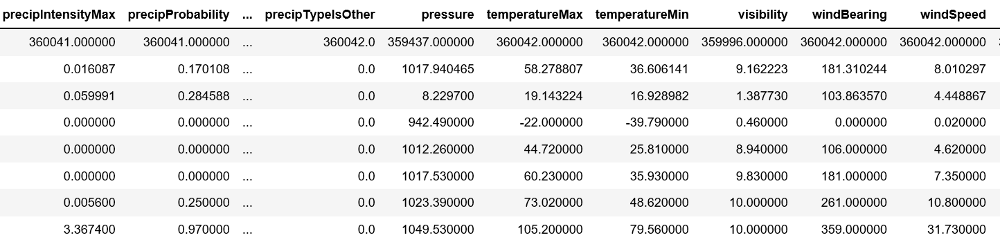 precipIntensityMax precipProbability ... precipTypeIsOther pressure temperatureMax temperatureMin visibility windBearing windSpeed
360041.000000 360041.000000 ... 360042.0 359437.000000 360042.000000 360042.000000 359996.000000 360042.000000 360042.000000
0.016087 0.170108 ... 0.0 1017.940465 58.278807 36.606141 9.162223 181.310244 8.010297
0.059991 0.284588 ... 0.0 8.229700 19.143224 16.928982 1.387730 103.863570 4.448867
0.000000 0.000000 ... 0.0 942.490000 -22.000000 -39.790000 0.460000 0.000000 0.020000
0.000000 0.000000 ... 0.0 1012.260000 44.720000 25.810000 8.940000 106.000000 4.620000
0.000000 0.000000 ... 0.0 1017.530000 60.230000 35.930000 9.830000 181.000000 7.350000
0.005600 0.250000 ... 0.0 1023.390000 73.020000 48.620000 10.000000 261.000000 10.800000
3.367400 0.970000 ... 0.0 1049.530000 105.200000 79.560000 10.000000 359.000000 31.730000